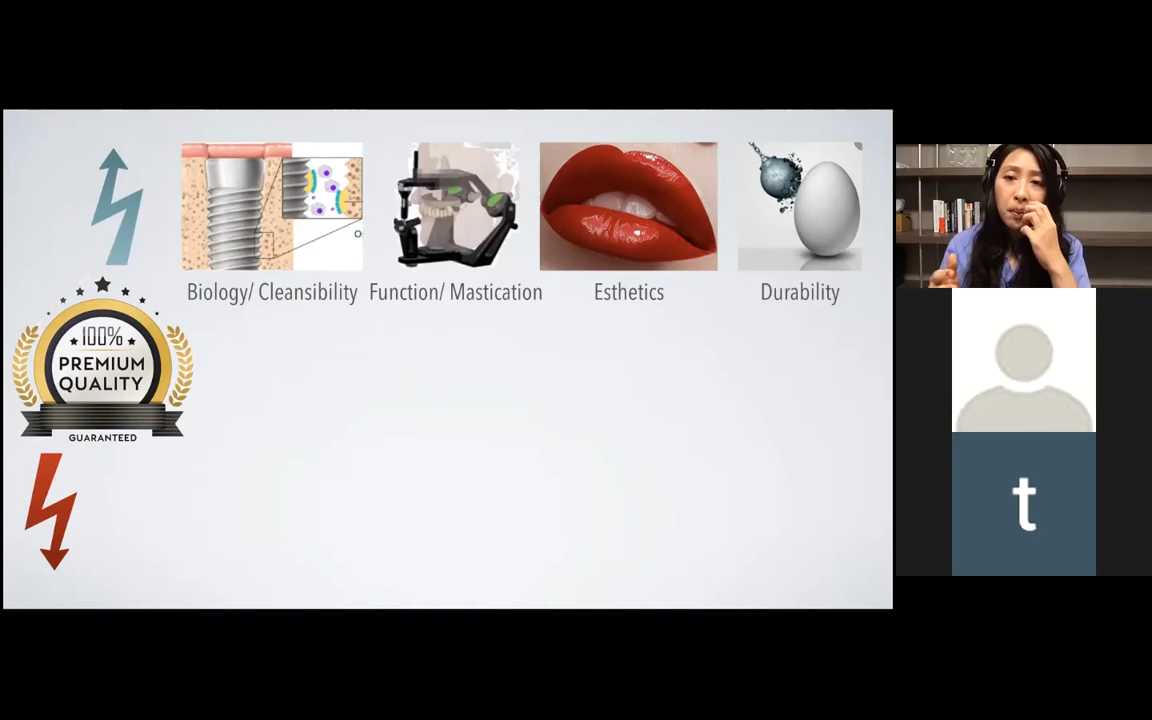 Biology/ Cleansibility
Function/ Mastication
Esthetics
Durability
100%
PREMIUM
QUALITY
GUARANTEED
t